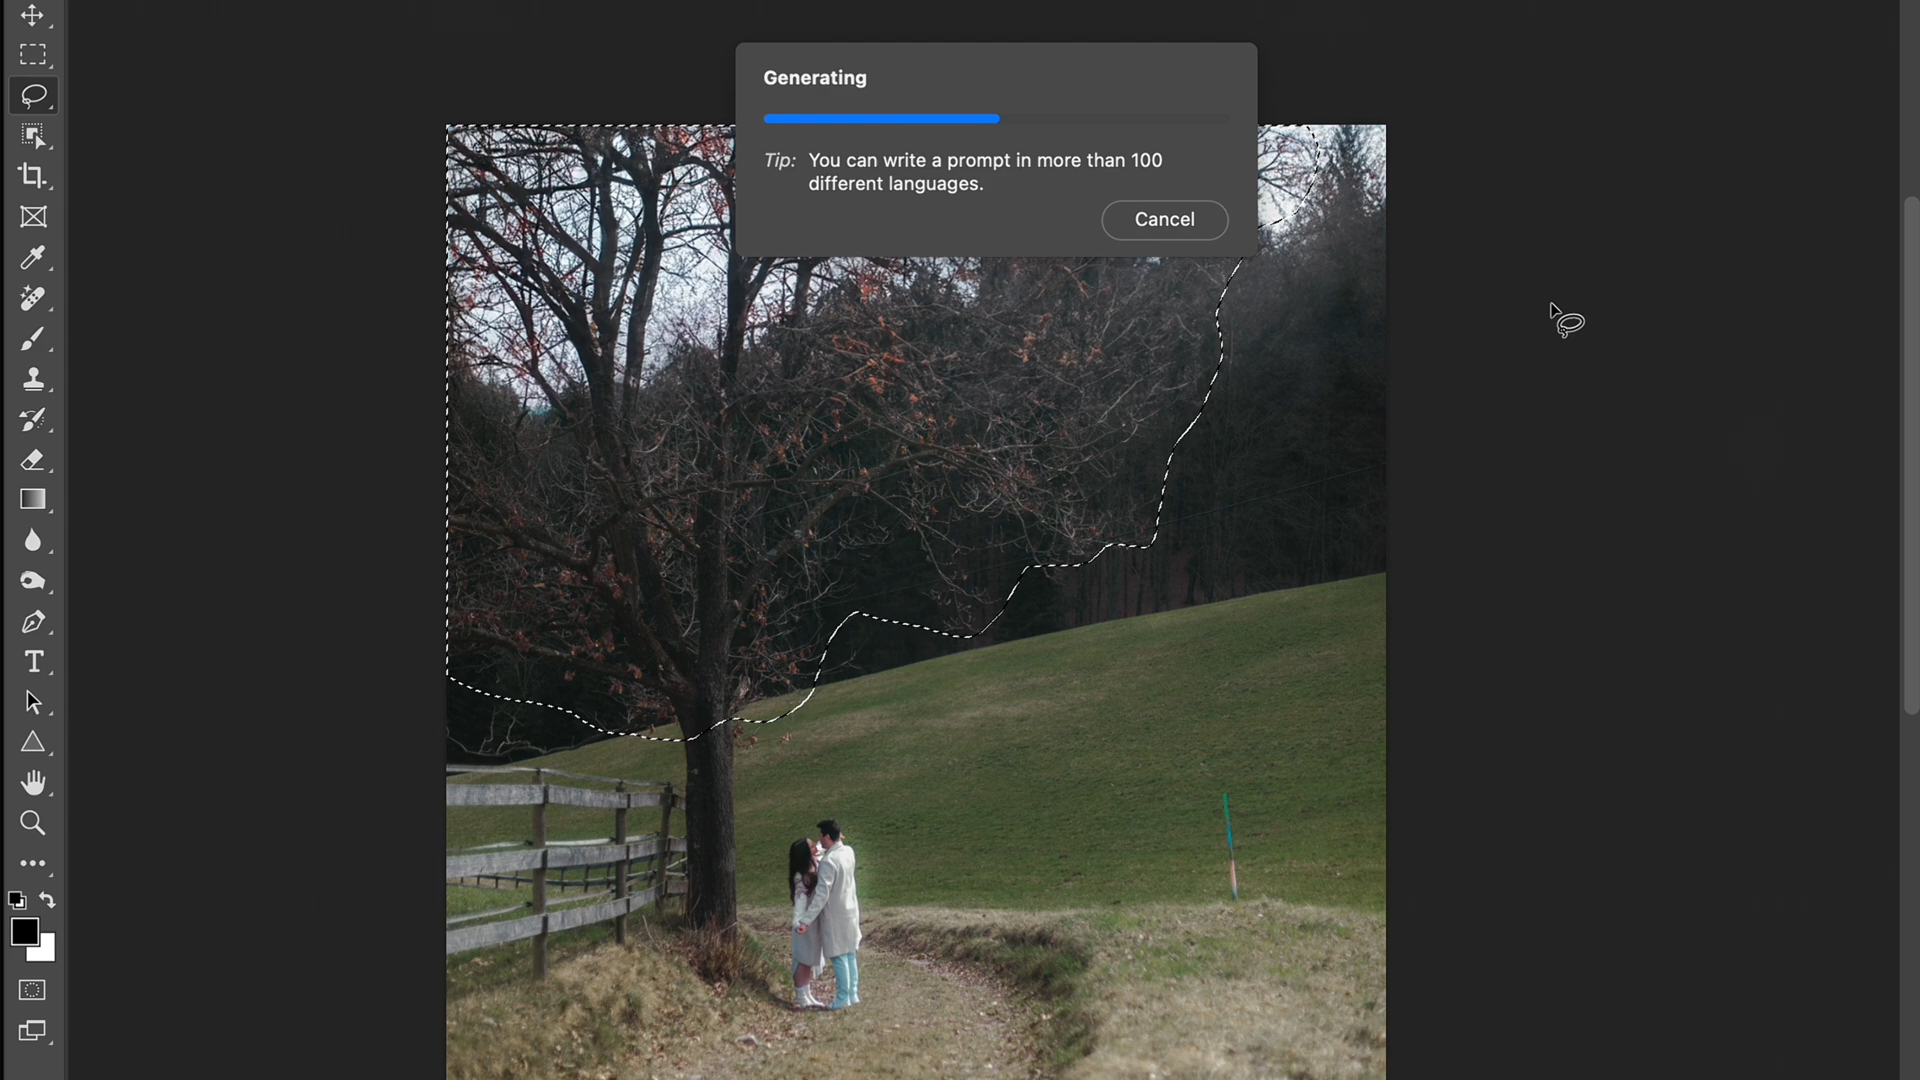 Generating
Tip: You can write a prompt in more than 100
different languages.
Cancel